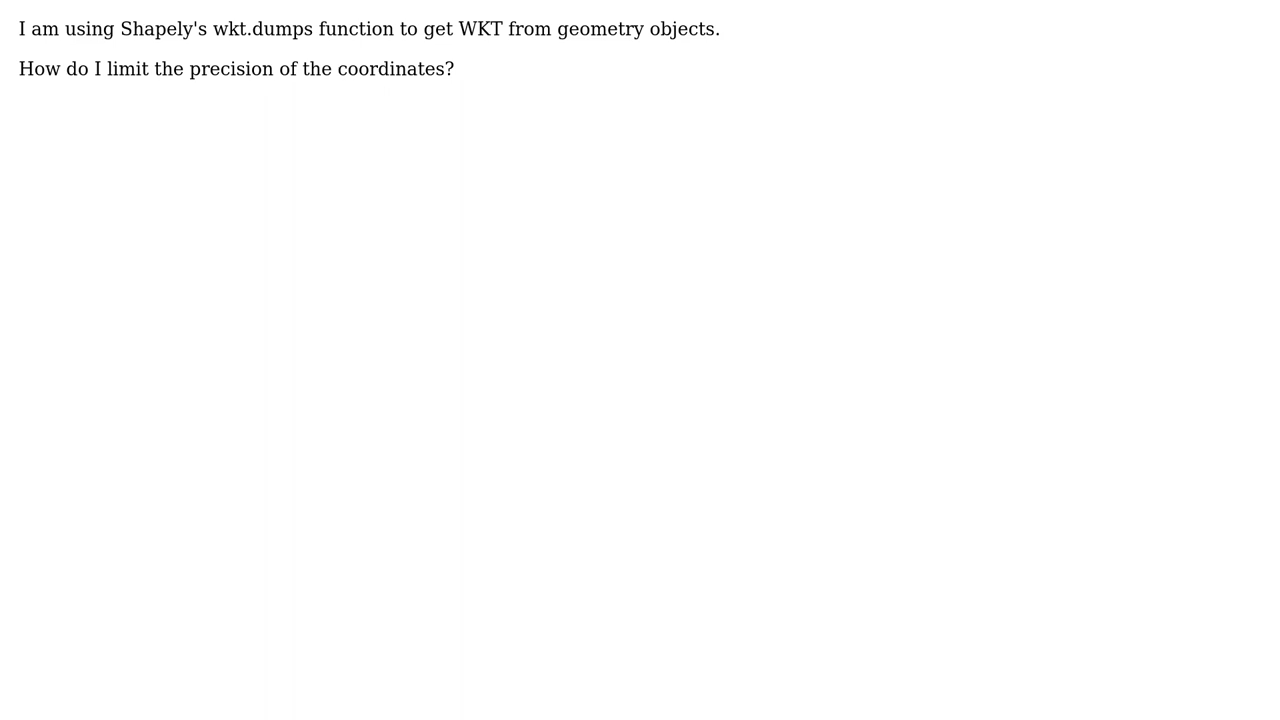 I am using Shapely's wkt.dumps function to get WKT from geometry objects.
How do I limit the precision of the coordinates?